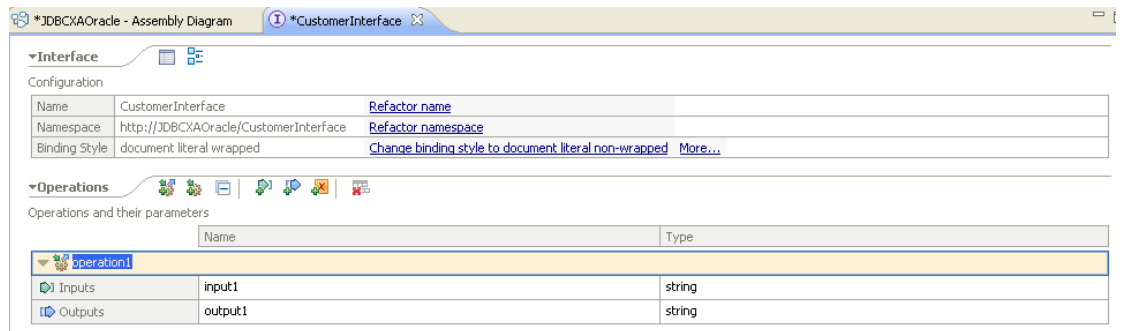 *JDBCXAOracle - Assembly Diagram *CustomerInterface
Interface
Configuration
Name CustomerInterface Refactor name
Namespace http://JDBCXAOracle/CustomerInterface Refactor namespace
Binding Style document literal wrapped Change binding style to document literal non-wrapped More...
Operations
Operations and their parameters
Name Type
operation1
Inputs input1 string
Outputs output1 string